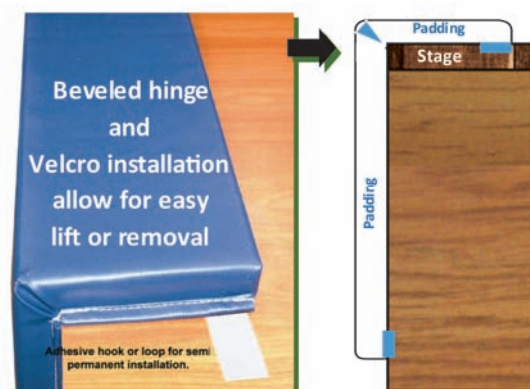 Beveled hinge
and
Velcro installation
allow for easy
lift or removal
Adhesive hook or loop for semi
permanent installation.
Padding
Stage
Padding